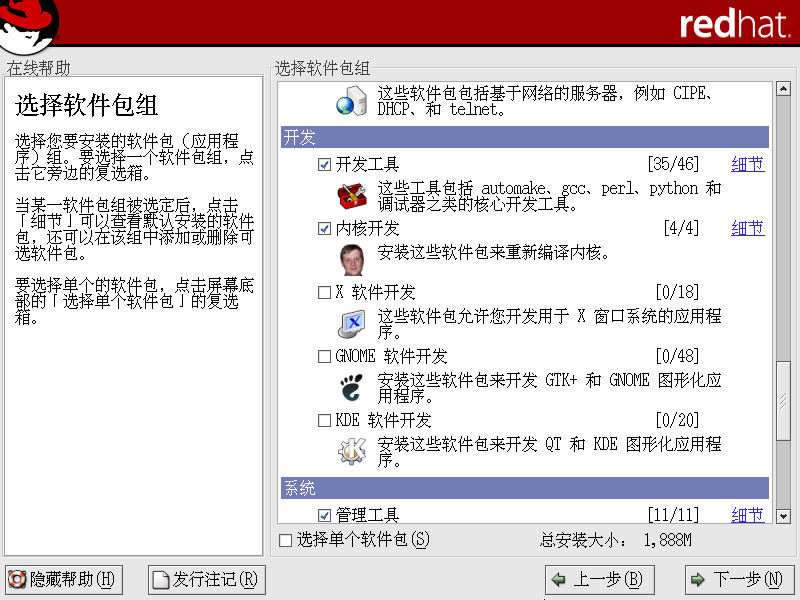 redhat.
在线帮助
选择软件包组
选择您要安装的软件包（应用程
序）组。要选择一个软件包组，点
击它旁边的复选箱。
当某一软件包组被选定后，点击
「细节」可以查看默认安装的软件
包，还可以在该组中添加或删除可
选软件包。
要选择单个的软件包，点击屏幕底
部的「选择单个软件包」的复选
箱。
选择软件包组
这些软件包包括基于网络的服务器，例如 CIPE、
DHCP、和 telnet。
开发
开发工具 [35/46] 细节
这些工具包括 automake、gcc、perl、python 和
调试器之类的核心开发工具。
内核开发 [4/4] 细节
安装这些软件包来重新编译内核。
X 软件开发 [0/18]
这些软件包允许您开发用于 X 窗口系统的应用程
序。
GNOME 软件开发 [0/48]
安装这些软件包来开发 GTK+ 和 GNOME 图形化应
用程序。
KDE 软件开发 [0/20]
安装这些软件包来开发 QT 和 KDE 图形化应用程
序。
系统
管理工具 [11/11] 细节
选择单个软件包(S) 总安装大小： 1,888M
隐藏帮助(H) 发行注记(R) 上一步(B) 下一步(N)